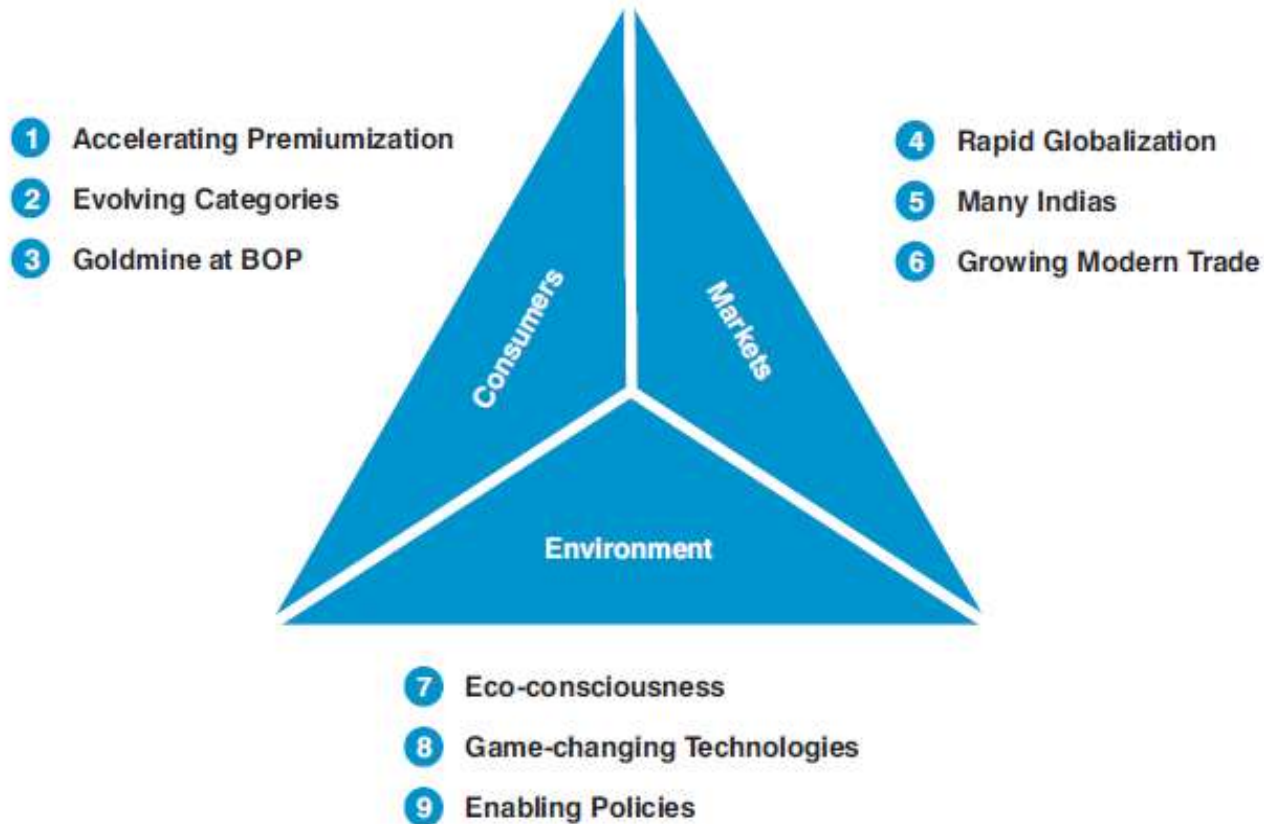 1 Accelerating Premiumization
2 Evolving Categories
3 Goldmine at BOP
4 Rapid Globalization
5 Many Indias
6 Growing Modern Trade
Consumers
Markets
Environment
7 Eco-consciousness
8 Game-changing Technologies
9 Enabling Policies